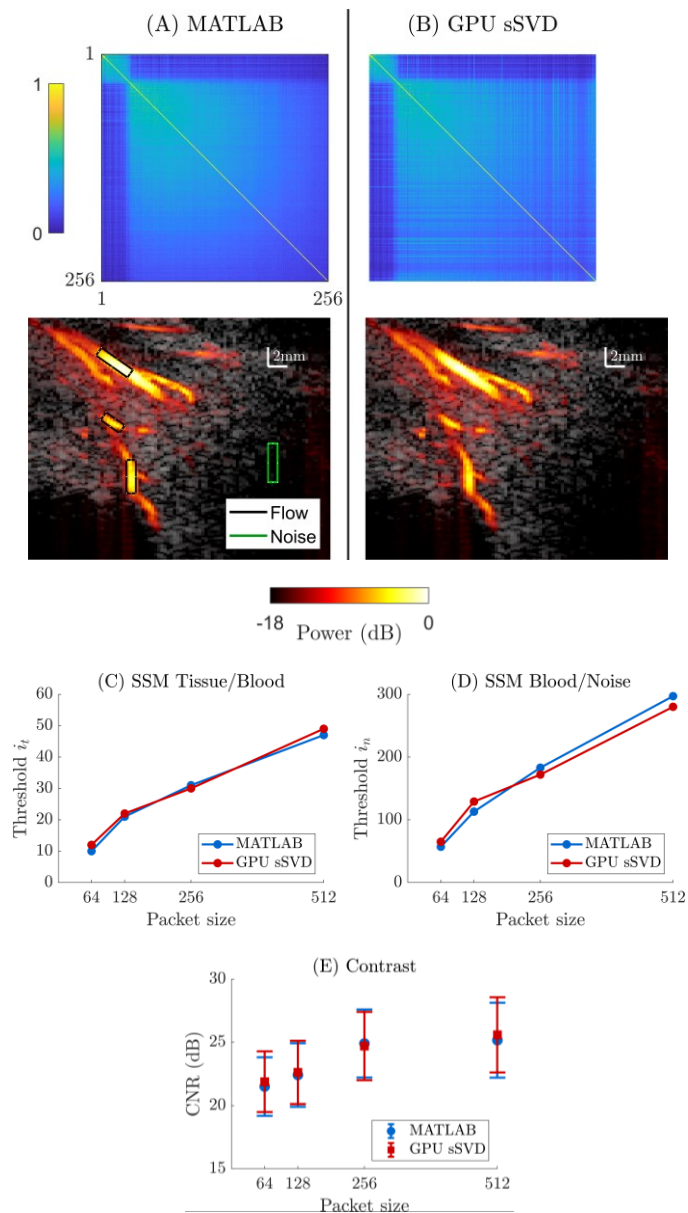 (A) MATLAB
(B) GPU sSVD
1
1
0
256
1
256
2mm
2mm
Flow
Noise
-18
0
Power (dB)
(C) SSM Tissue/Blood
60
50
40
30
20
10
0
Threshold i_t
MATLAB
GPU sSVD
64 128 256 512
Packet size
(D) SSM Blood/Noise
300
200
100
0
Threshold i_n
MATLAB
GPU sSVD
64 128 256 512
Packet size
(E) Contrast
30
25
20
15
CNR (dB)
MATLAB
GPU sSVD
64 128 256 512
Packet size